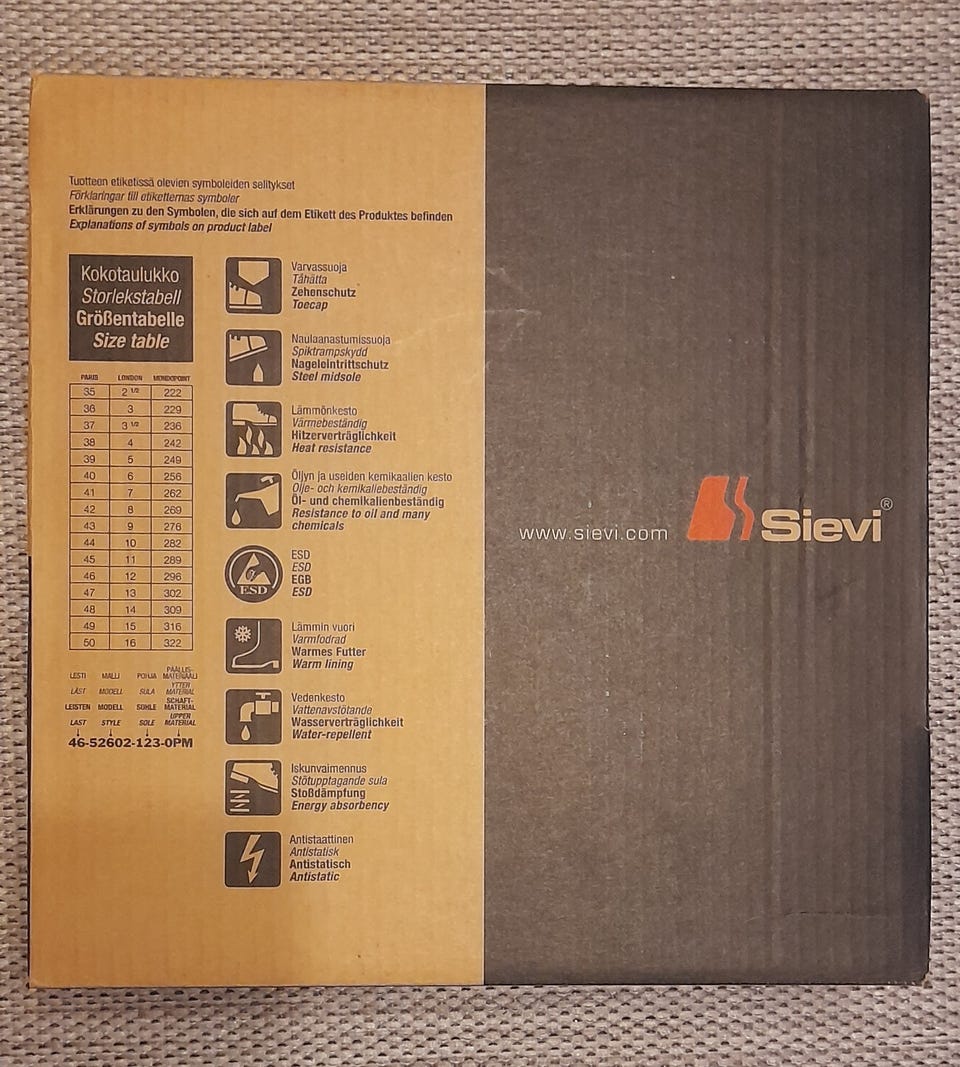 Tuotteen etiketissä olevien symboleiden selitykset
Förklaringar till etiketternas symboler
Erklärungen zu den Symbolen, die sich auf dem Etikett des Produktes befinden
Explanations of symbols on product label
Kokotaulukko
Storlekstabell
Größentabelle
Size table
PARIS LONDON MONDOPOINT
35 2 1/2 222
36 3 229
37 3 1/2 236
38 4 242
39 5 249
40 6 256
41 7 262
42 8 269
43 9 276
44 10 282
45 11 289
46 12 296
47 13 302
48 14 309
49 15 316
50 16 322
LESTI MALLI POHJA PÄÄLLIS-MATERIAALI
LÄST MODELL SULA YTTER MATERIAL
LEISTEN MODELL SOHLE SCHAFT-MATERIAL
LAST STYLE SOLE UPPER MATERIAL
46-52602-123-0PM
Varvassuoja
Tåhätta
Zehenschutz
Toecap
Naulaanastumissuoja
Spiktrampskydd
Nageleintrittschutz
Steel midsole
Lämmönkesto
Värmebeständig
Hitzerverträglichkeit
Heat resistance
Öljyn ja useiden kemikaalien kesto
Olje- och kemikaliebeständig
Öl- und chemikalienbeständig
Resistance to oil and many
chemicals
ESD
ESD
ESD
EGB
ESD
Lämmin vuori
Varmfodrad
Warmes Futter
Warm lining
Vedenkesto
Vattenavstötande
Wasserverträglichkeit
Water-repellent
Iskunvaimennus
Stötupptagande sula
Stoßdämpfung
Energy absorbency
Antistaattinen
Antistatisk
Antistatisch
Antistatic
www.sievi.com
Sievi®